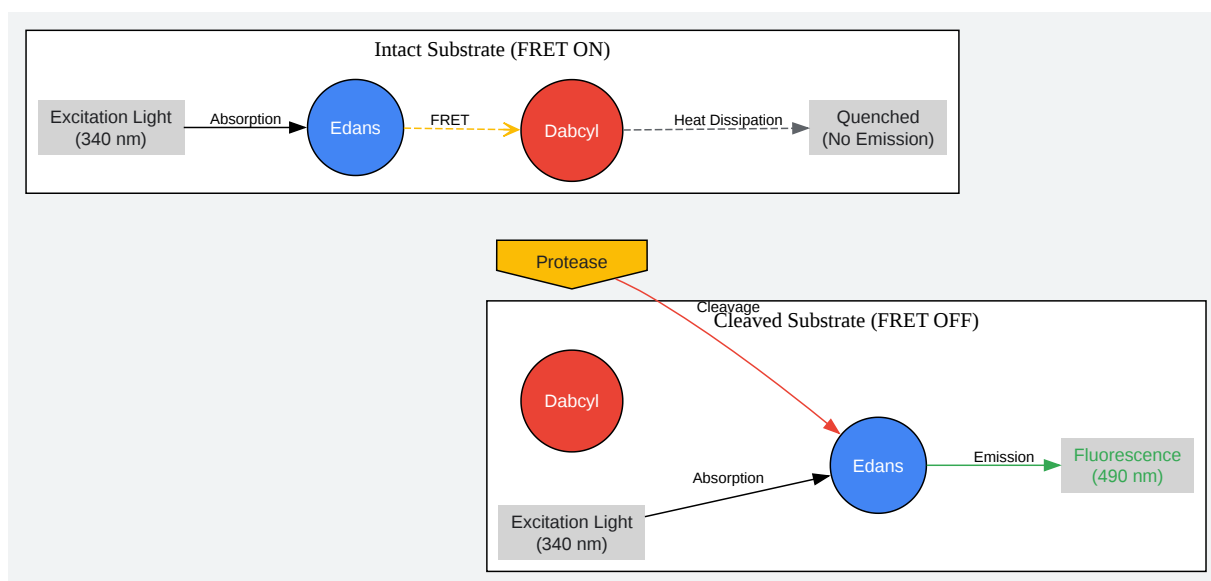 Intact Substrate (FRET ON)
Excitation Light
(340 nm)
Absorption
Edans
FRET
Dabcyl
Heat Dissipation
Quenched
(No Emission)
Protease
Cleavage
Cleaved Substrate (FRET OFF)
Dabcyl
Excitation Light
(340 nm)
Absorption
Edans
Emission
Fluorescence
(490 nm)